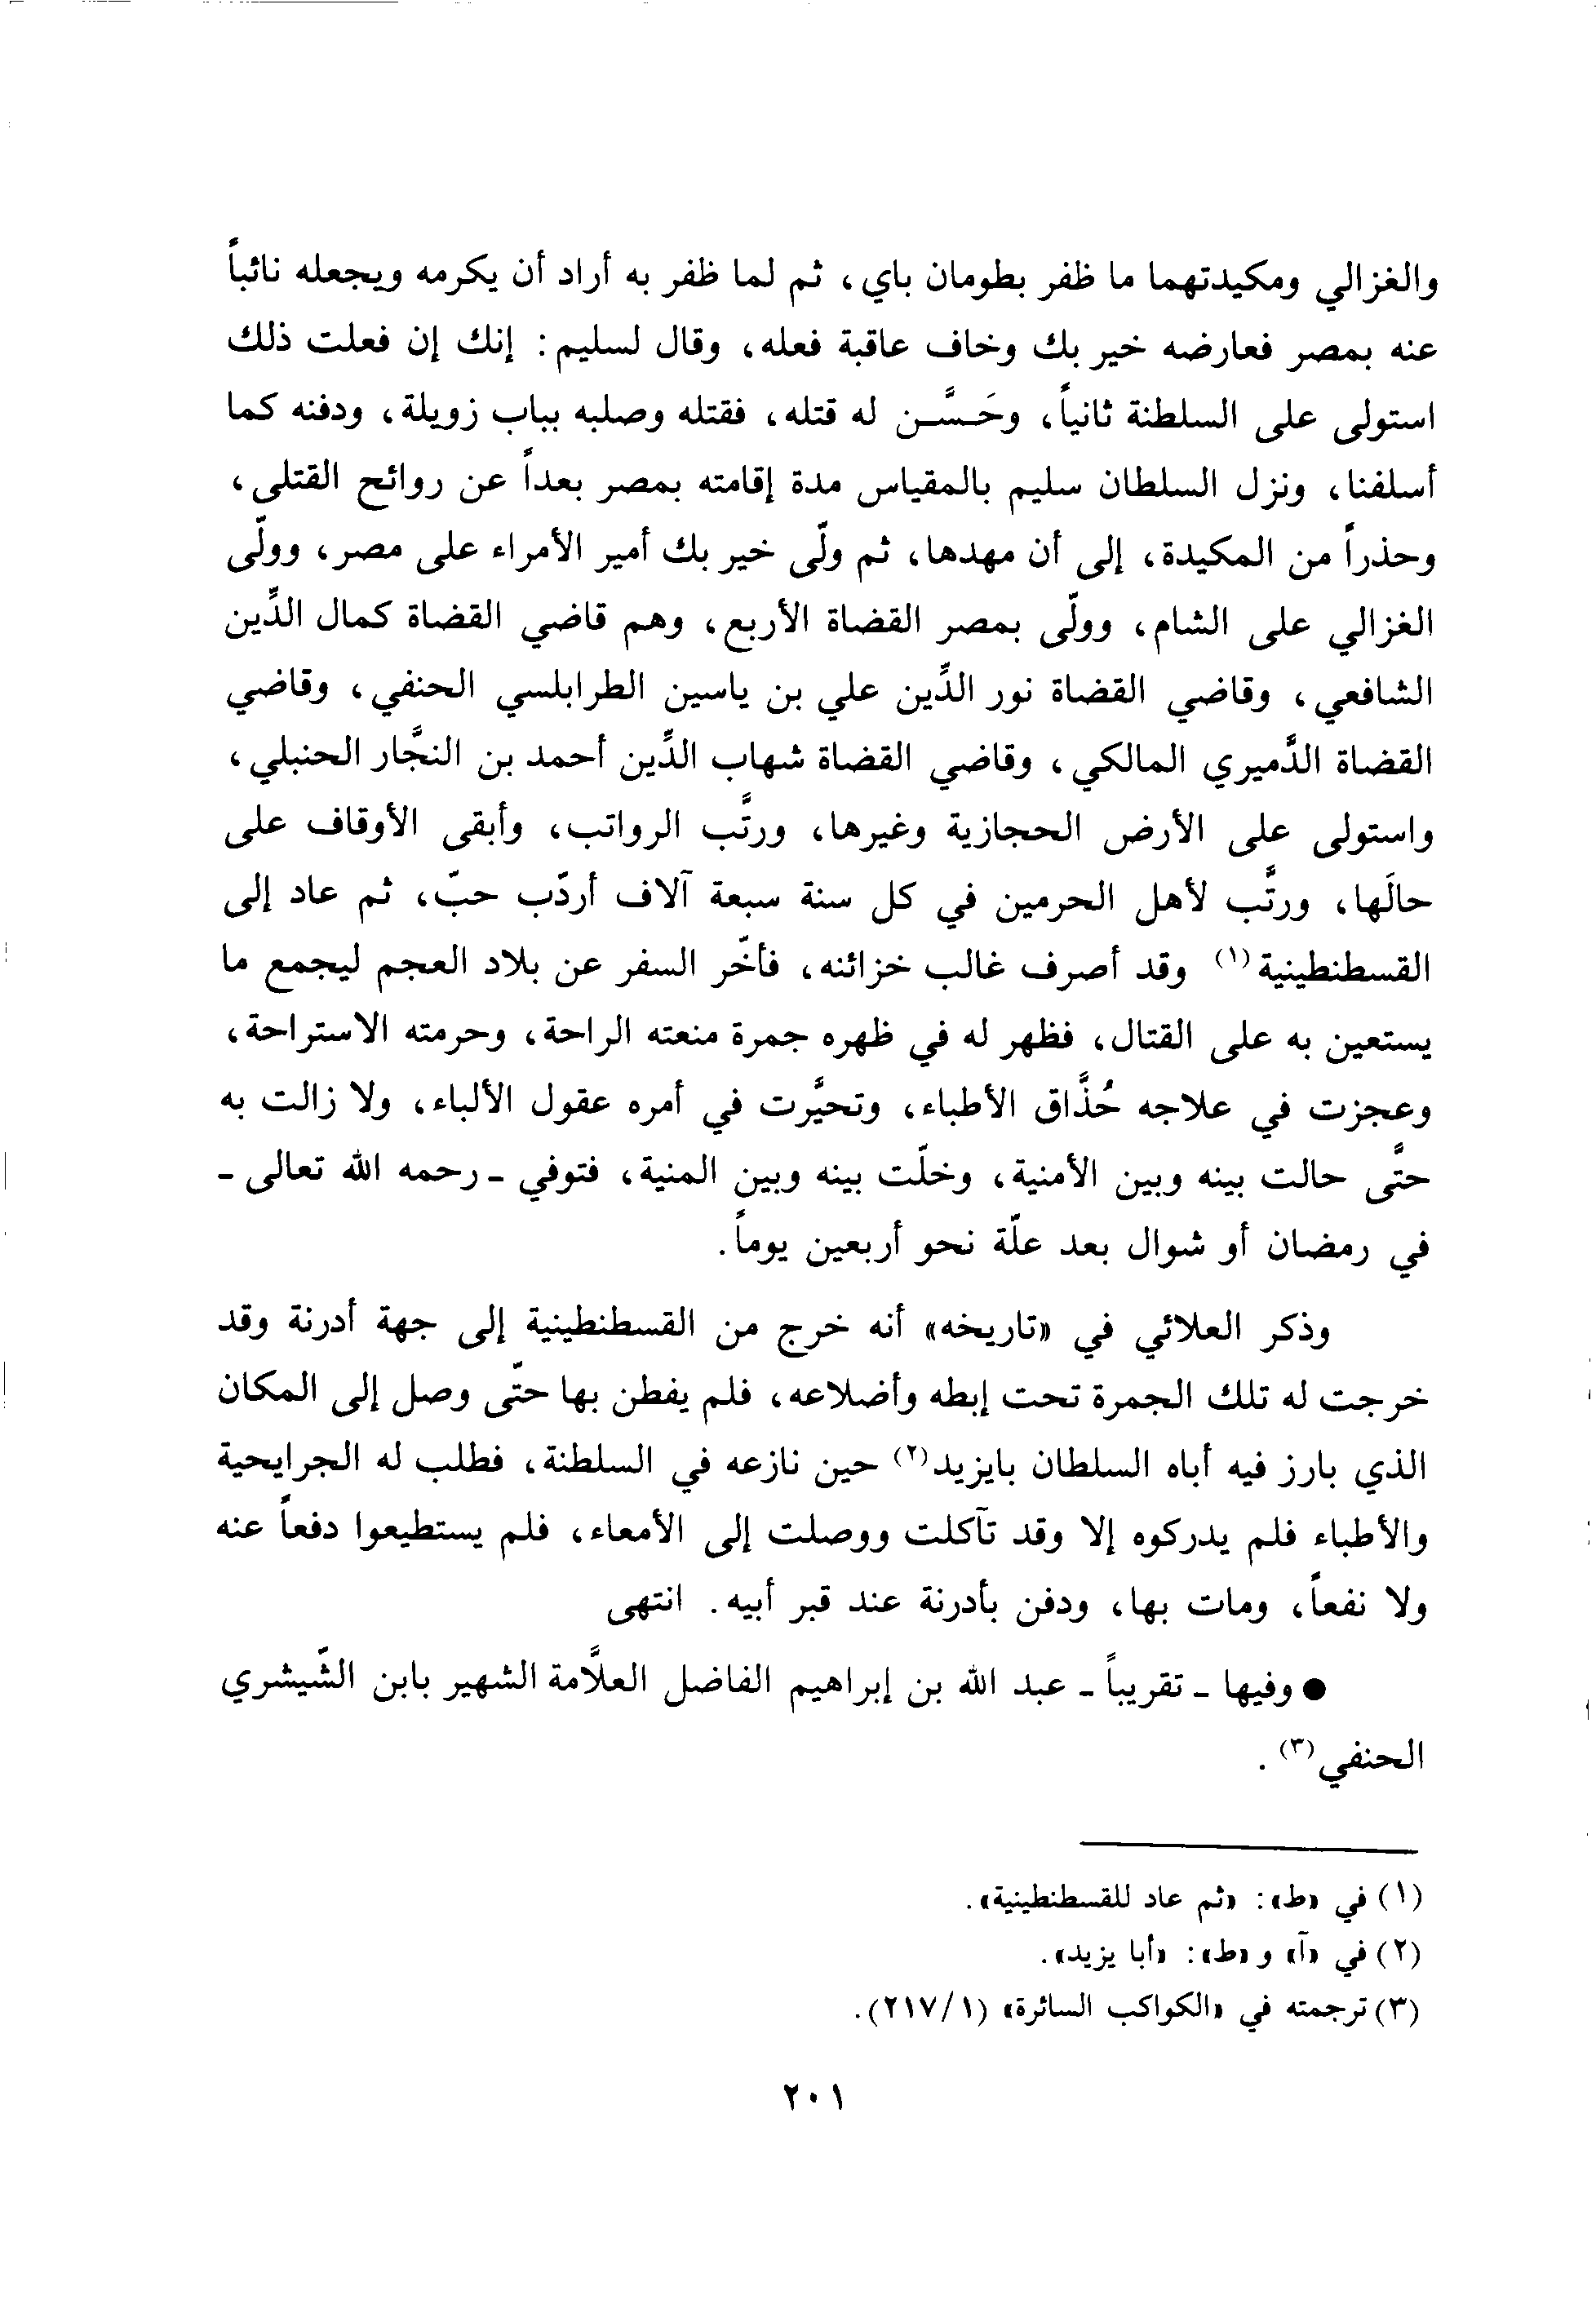 والغزالي ومكيدتهما ما ظفر بطومان باي، ثم لما ظفر به أراد أن يكرمه ويجعله نائباً
عنه بمصر فعارضه خير بك وخاف عاقبة فعله، وقال لسليم: إنك إن فعلت ذلك
استولى على السلطنة ثانياً، وحَسَّـن له قتله، فقتله وصلبه بباب زويلة، ودفنه كما
أسلفنا، ونزل السلطان سليم بالمقياس مدة إقامته بمصر بعداً عن روائح القتلى،
وحذراً من المكيدة، إلى أن مهدها، ثم ولّى خير بك أمير الأمراء على مصر، وولّى
الغزالي على الشام، وولّى بمصر القضاة الأربع، وهم قاضي القضاة كمال الدِّين
الشافعي، وقاضي القضاة نور الدِّين علي بن ياسين الطرابلسي الحنفي، وقاضي
القضاة الدَّميري المالكي، وقاضي القضاة شهاب الدِّين أحمد بن النجَّار الحنبلي،
واستولى على الأرض الحجازية وغيرها، ورتَّب الرواتب، وأبقى الأوقاف على
حالَها، ورتَّب لأهل الحرمين في كل سنة سبعة آلاف أردّب حبّ، ثم عاد إلى
القسطنطينية(١) وقد أصرف غالب خزائنه، فأخّر السفر عن بلاد العجم ليجمع ما
يستعين به على القتال، فظهر له في ظهره جمرة منعته الراحة، وحرمته الاستراحة،
وعجزت في علاجه حُذَّاق الأطباء، وتحيَّرت في أمره عقول الألباء، ولا زالت به
حتَّى حالت بينه وبين الأمنية، وخلّت بينه وبين المنية، فتوفي - رحمه الله تعالى -
في رمضان أو شوال بعد علّة نحو أربعين يوماً.
وذكر العلائي في «تاريخه» أنه خرج من القسطنطينية إلى جهة أدرنة وقد
خرجت له تلك الجمرة تحت إبطه وأضلاعه، فلم يفطن بها حتّى وصل إلى المكان
الذي بارز فيه أباه السلطان بايزيد(٢) حين نازعه في السلطنة، فطلب له الجرايحية
والأطباء فلم يدركوه إلا وقد تآكلت ووصلت إلى الأمعاء، فلم يستطيعوا دفعاً عنه
ولا نفعاً، ومات بها، ودفن بأدرنة عند قبر أبيه. انتهى
● وفيها - تقريباً - عبد الله بن إبراهيم الفاضل العلَّامة الشهير بابن الشّيشري
الحنفي(٣).
(١) في «ط»: «ثم عاد للقسطنطينية».
(٢) في «آ» و «ط»: «أبا يزيد».
(٣) ترجمته في «الكواكب السائرة» (٢١٧/١).
٢٠١